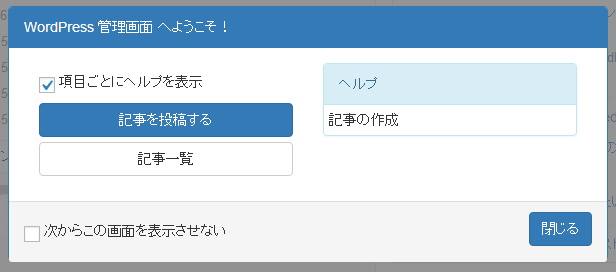 WordPress 管理画面 へようこそ！
項目ごとにヘルプを表示
記事を投稿する
記事一覧
ヘルプ
記事の作成
次からこの画面を表示させない
閉じる